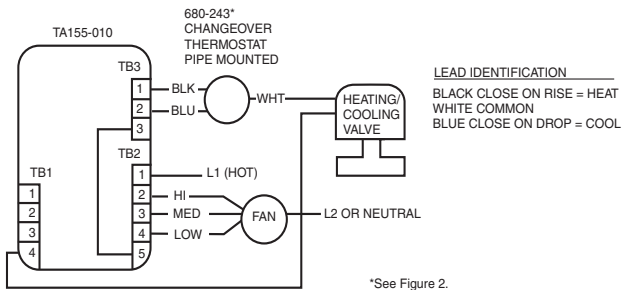 680-243*
CHANGEOVER
THERMOSTAT
PIPE MOUNTED
TA155-010
TB3
1
BLK
2
BLU
3
WHT
HEATING/
COOLING
VALVE
LEAD IDENTIFICATION
BLACK CLOSE ON RISE = HEAT
WHITE COMMON
BLUE CLOSE ON DROP = COOL
TB2
1
L1 (HOT)
2
HI
3
MED
4
LOW
5
FAN
L2 OR NEUTRAL
TB1
1
2
3
4
*See Figure 2.